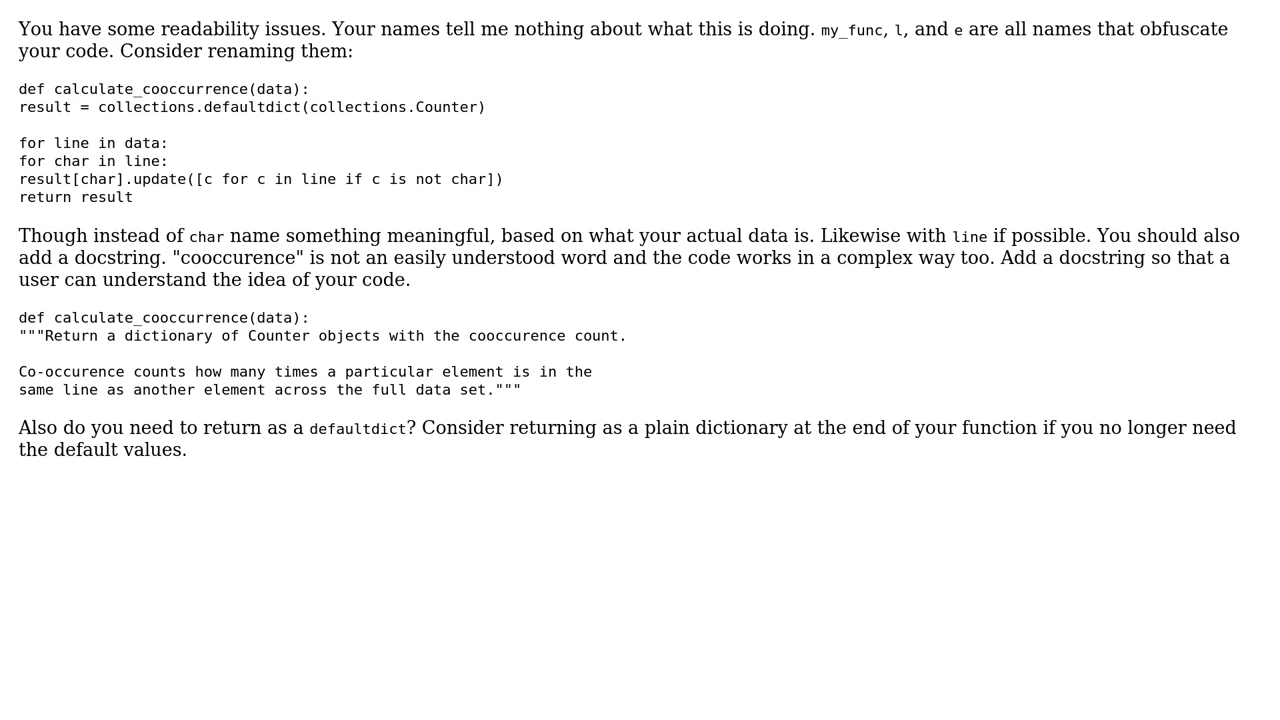 You have some readability issues. Your names tell me nothing about what this is doing. my_func, l, and e are all names that obfuscate
your code. Consider renaming them:
def calculate_cooccurrence(data):
result = collections.defaultdict(collections.Counter)
for line in data:
for char in line:
result[char].update([c for c in line if c is not char])
return result
Though instead of char name something meaningful, based on what your actual data is. Likewise with line if possible. You should also
add a docstring. "cooccurence" is not an easily understood word and the code works in a complex way too. Add a docstring so that a
user can understand the idea of your code.
def calculate_cooccurrence(data):
"""Return a dictionary of Counter objects with the cooccurence count.
Co-occurence counts how many times a particular element is in the
same line as another element across the full data set."""
Also do you need to return as a defaultdict? Consider returning as a plain dictionary at the end of your function if you no longer need
the default values.